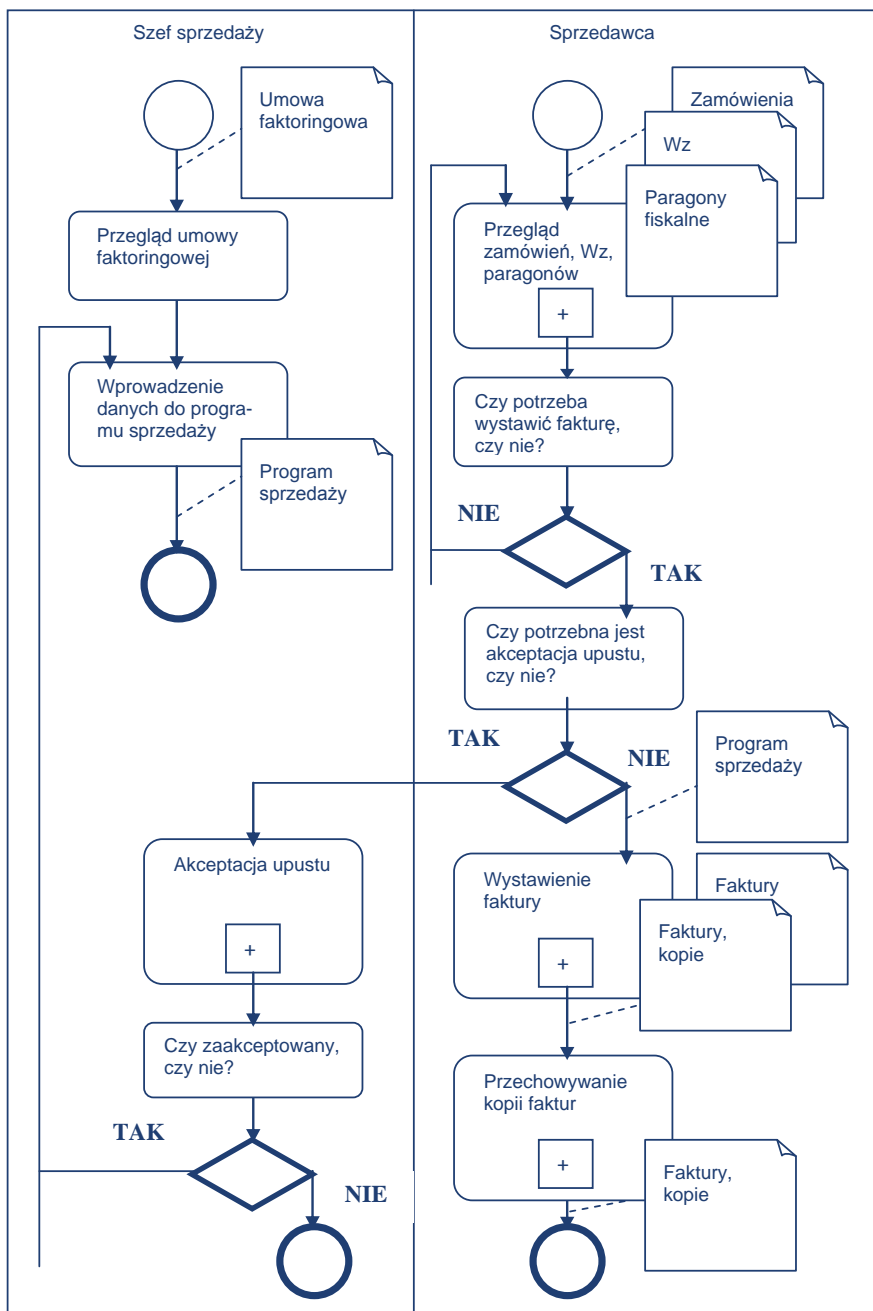 Szef sprzedaży
Umowa
faktoringowa
Przegląd umowy
faktoringowej
Wprowadzenie
danych do progra-
mu sprzedaży
Program
sprzedaży
Sprzedawca
Zamówienia
Wz
Paragony
fiskalne
Przegląd
zamówień, Wz,
paragonów
+
Czy potrzeba
wystawić fakturę,
czy nie?
NIE
TAK
Czy potrzebna jest
akceptacja upustu,
czy nie?
TAK
NIE
Program
sprzedaży
Akceptacja upustu
+
Czy zaakceptowany,
czy nie?
TAK
NIE
Wystawienie
faktury
+
Faktury
Faktury,
kopie
Przechowywanie
kopii faktur
+
Faktury,
kopie